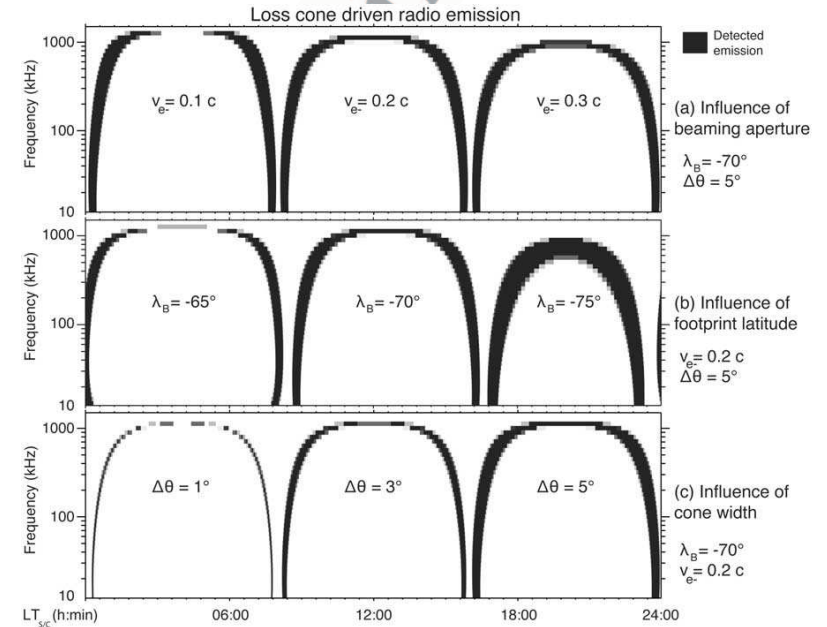 Loss cone driven radio emission
Detected
emission
Frequency (kHz)
1000
100
10
v_e-= 0.1 c
v_e-= 0.2 c
v_e-= 0.3 c
(a) Influence of
beaming aperture
λ_B= -70°
Δθ = 5°
Frequency (kHz)
1000
100
10
λ_B= -65°
λ_B= -70°
λ_B= -75°
(b) Influence of
footprint latitude
v_e-= 0.2 c
Δθ = 5°
Frequency (kHz)
1000
100
10
Δθ = 1°
Δθ = 3°
Δθ = 5°
(c) Influence of
cone width
λ_B= -70°
v_e-= 0.2 c
LT_S/C (h:min)
06:00
12:00
18:00
24:00